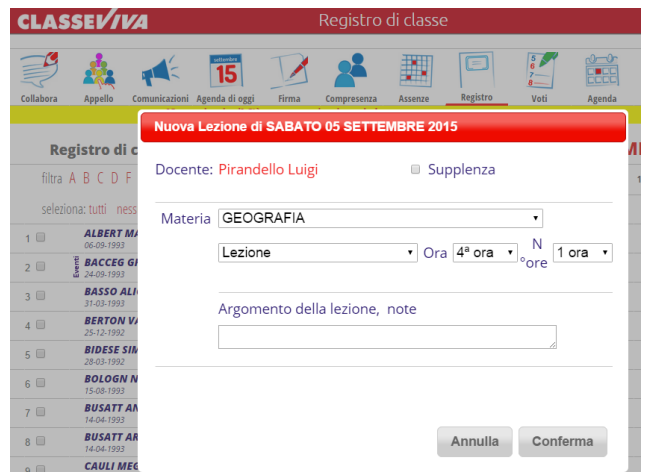 CLASSEVIVA Registro di classe
settembre
15
5
6
7
8
Collabora Appello Comunicazioni Agenda di oggi Firma Compresenza Assenze Registro Voti Agenda
Nuova Lezione di SABATO 05 SETTEMBRE 2015
Registro di c
filtra A B C D F
Docente: Pirandello Luigi Supplenza
seleziona: tutti ness
Materia GEOGRAFIA
1 ALBERT MA
06-09-1993
Lezione Ora 4ª ora N °ore 1 ora
2 Eventi BACCEG GI
24-09-1993
3 BASSO ALI
31-03-1993
Argomento della lezione, note
4 BERTON VA
25-12-1992
5 BIDESE SIM
28-03-1992
6 BOLOGN N
15-08-1993
7 BUSATT AN
14-04-1993
8 BUSATT AR
14-04-1993
Annulla Conferma
9 CAULI MEG